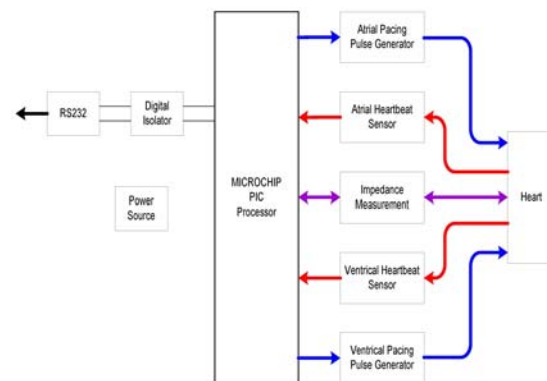 Atrial Pacing
Pulse Generator
RS232
Digital
Isolator
Atrial Heartbeat
Sensor
MICROCHIP
PIC
Processor
Power
Source
Impedance
Measurement
Heart
Ventrical Heartbeat
Sensor
Ventrical Pacing
Pulse Generator